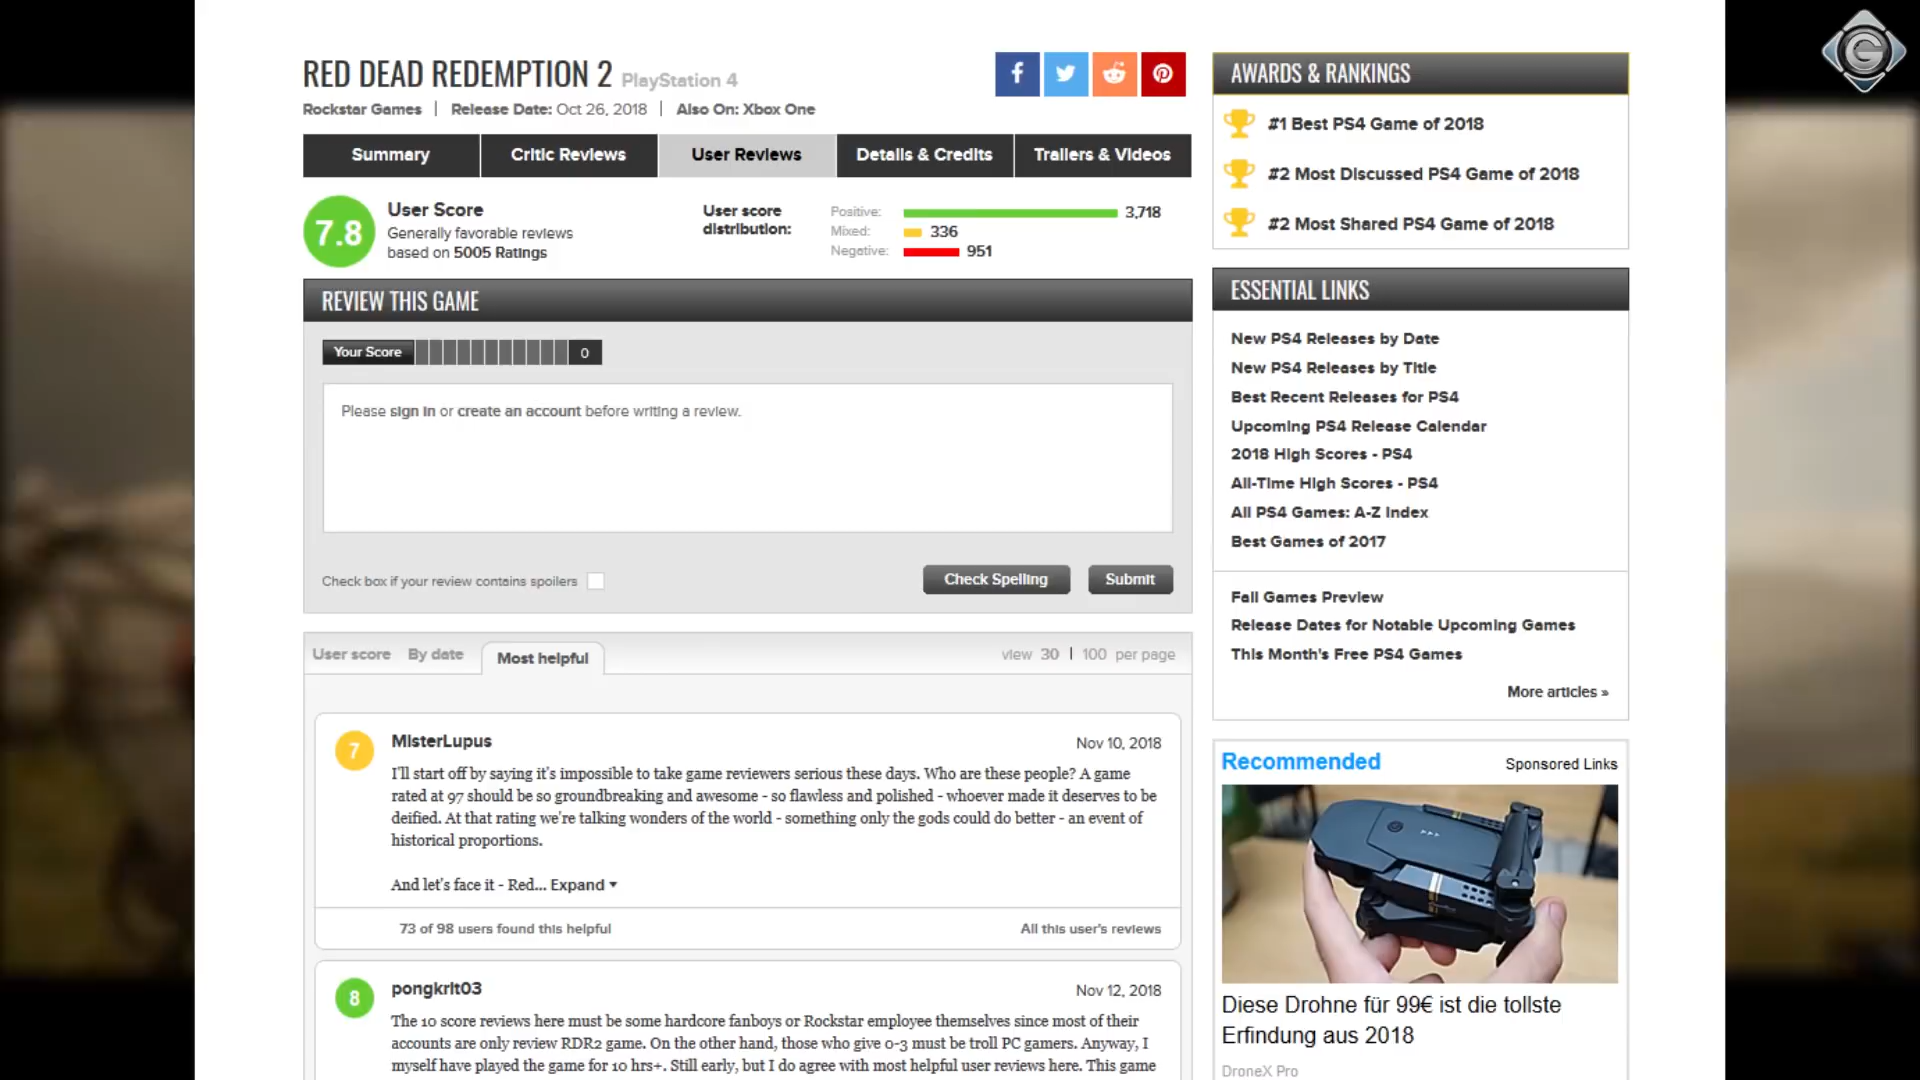 RED DEAD REDEMPTION 2 PlayStation 4
Rockstar Games | Release Date: Oct 26, 2018 | Also On: Xbox One
Summary
Critic Reviews
User Reviews
Details & Credits
Trailers & Videos
7.8
User Score
Generally favorable reviews
based on 5005 Ratings
User score
distribution:
Positive: 3,718
Mixed: 336
Negative: 951
REVIEW THIS GAME
Your Score 0
Please sign in or create an account before writing a review.
Check box if your review contains spoilers
Check Spelling
Submit
User score By date Most helpful
view 30 | 100 per page
7
MisterLupus
Nov 10, 2018
I'll start off by saying it's impossible to take game reviewers serious these days. Who are these people? A game
rated at 97 should be so groundbreaking and awesome - so flawless and polished - whoever made it deserves to be
deified. At that rating we're talking wonders of the world - something only the gods could do better - an event of
historical proportions.
And let's face it - Red... Expand
73 of 98 users found this helpful
All this user's reviews
8
pongkrit03
Nov 12, 2018
The 10 score reviews here must be some hardcore fanboys or Rockstar employee themselves since most of their
accounts are only review RDR2 game. On the other hand, those who give 0-3 must be troll PC gamers. Anyway, I
myself have played the game for 10 hrs+. Still early, but I do agree with most helpful user reviews here. This game
AWARDS & RANKINGS
#1 Best PS4 Game of 2018
#2 Most Discussed PS4 Game of 2018
#2 Most Shared PS4 Game of 2018
ESSENTIAL LINKS
New PS4 Releases by Date
New PS4 Releases by Title
Best Recent Releases for PS4
Upcoming PS4 Release Calendar
2018 High Scores - PS4
All-Time High Scores - PS4
All PS4 Games: A-Z Index
Best Games of 2017
Fall Games Preview
Release Dates for Notable Upcoming Games
This Month's Free PS4 Games
More articles »
Recommended
Sponsored Links
Diese Drohne für 99€ ist die tollste
Erfindung aus 2018
DroneX Pro
G